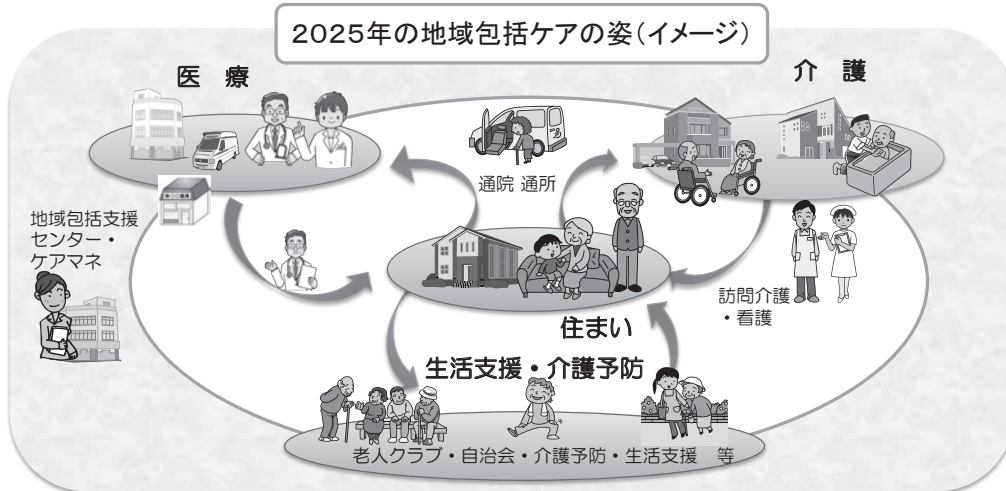 2025年の地域包括ケアの姿(イメージ)
医 療
介 護
通院 通所
地域包括支援
センター・
ケアマネ
訪問介護
・看護
住まい
生活支援・介護予防
老人クラブ・自治会・介護予防・生活支援 等